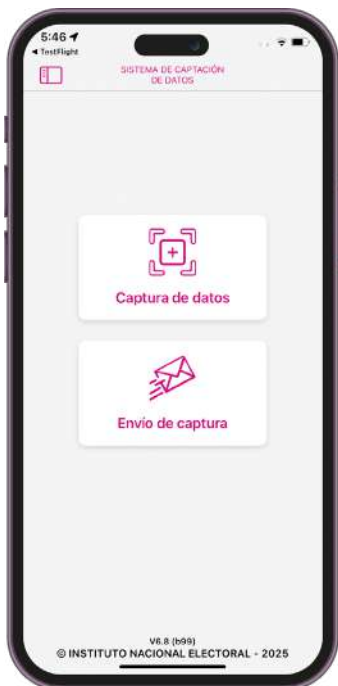 5:46
◀ TestFlight
SISTEMA DE CAPTACIÓN
DE DATOS
Captura de datos
Envío de captura
V6.8 (b99)
© INSTITUTO NACIONAL ELECTORAL - 2025